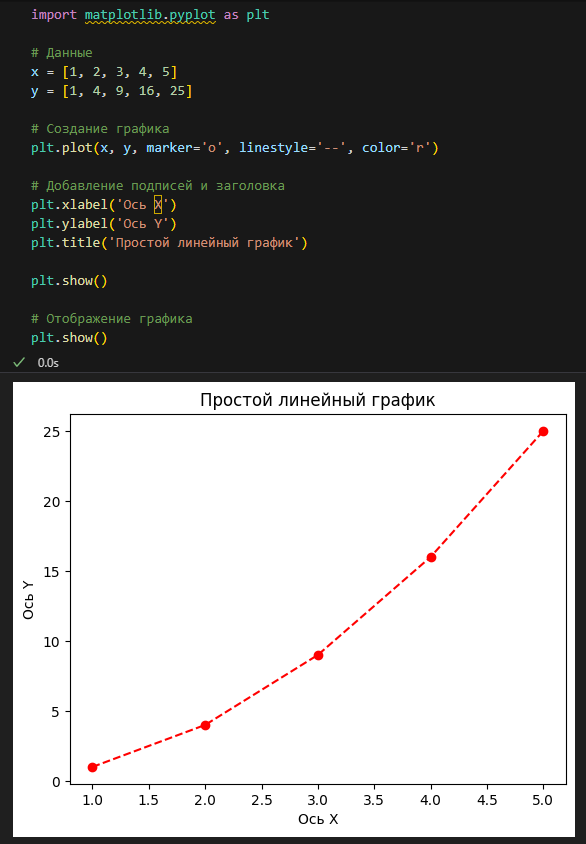 import matplotlib.pyplot as plt
# Данные
x = [1, 2, 3, 4, 5]
y = [1, 4, 9, 16, 25]
# Создание графика
plt.plot(x, y, marker='o', linestyle='--', color='r')
# Добавление подписей и заголовка
plt.xlabel('Ось X')
plt.ylabel('Ось Y')
plt.title('Простой линейный график')
plt.show()
# Отображение графика
plt.show()
0.0s
Простой линейный график
25
20
15
10
5
0
Ось Y
1.0 1.5 2.0 2.5 3.0 3.5 4.0 4.5 5.0
Ось X